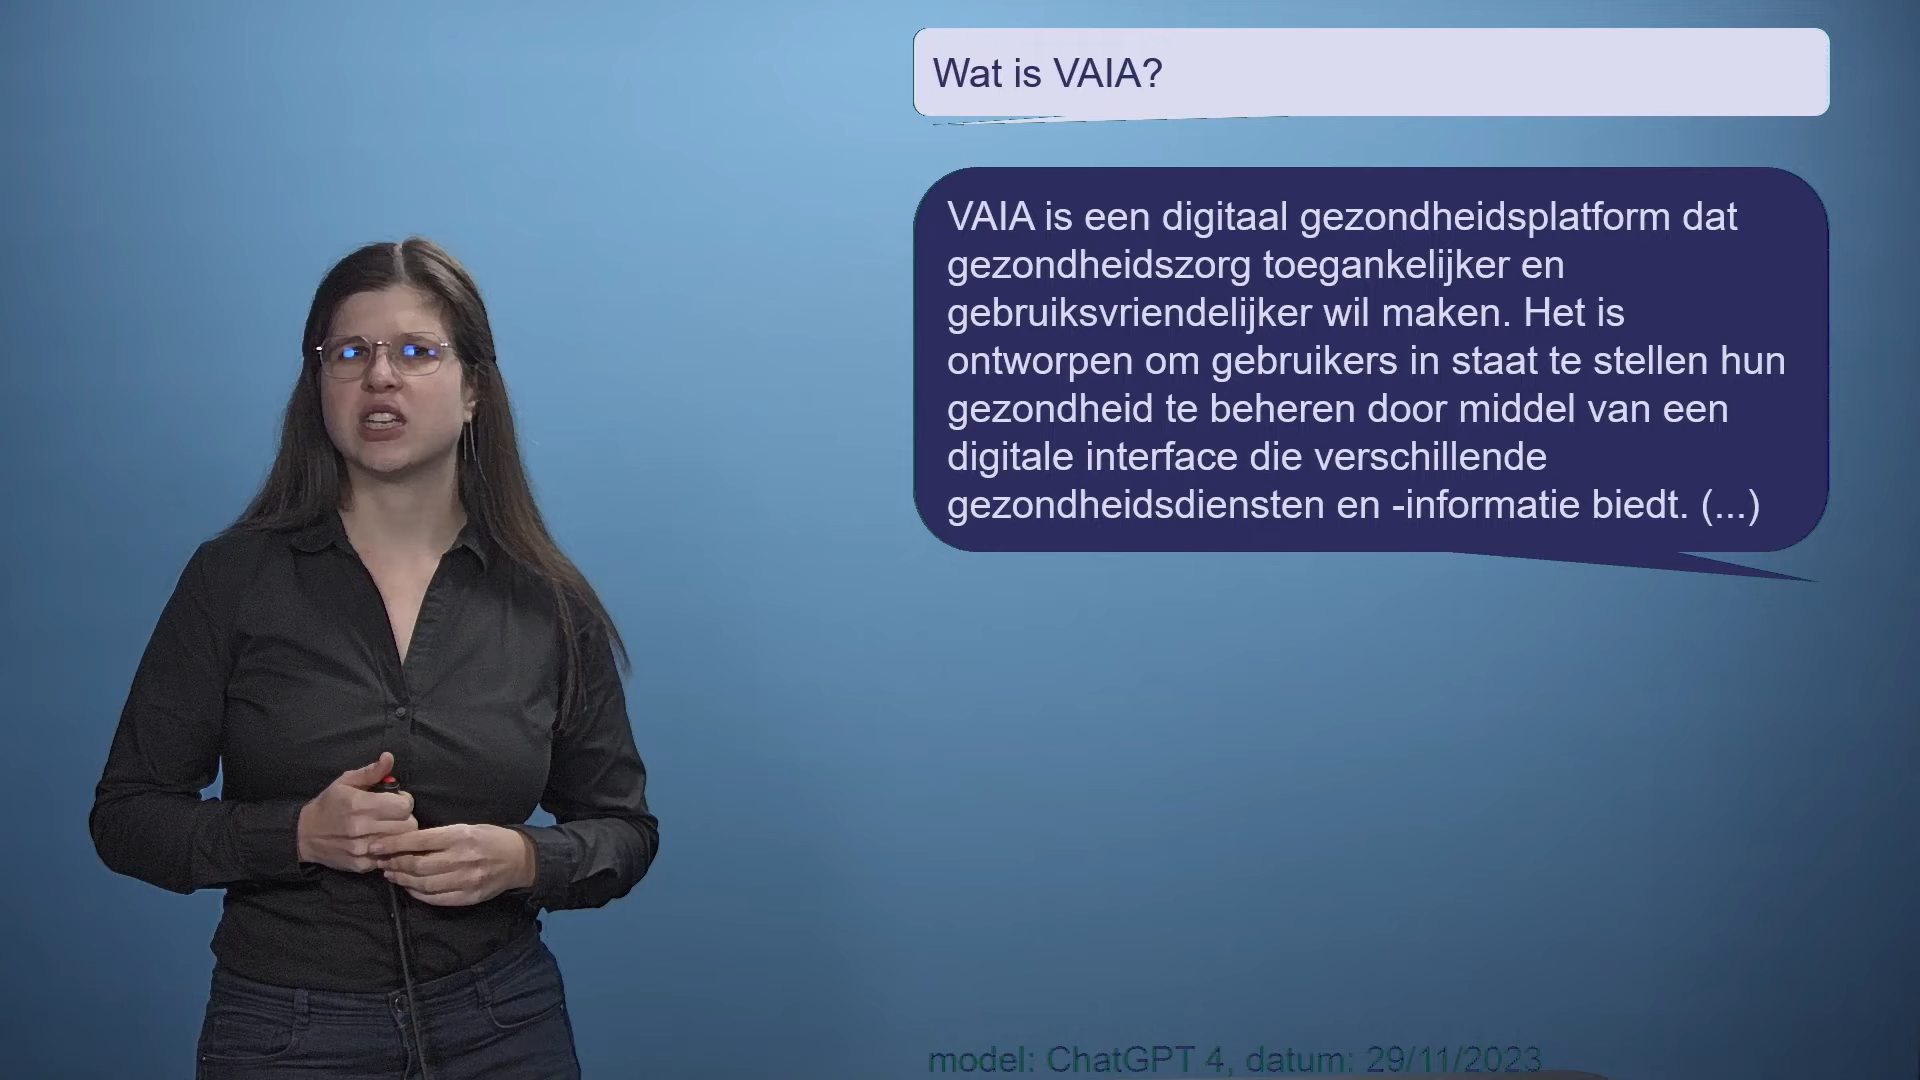 Wat is VAIA?
VAIA is een digitaal gezondheidsplatform dat
gezondheidszorg toegankelijker en
gebruiksvriendelijker wil maken. Het is
ontworpen om gebruikers in staat te stellen hun
gezondheid te beheren door middel van een
digitale interface die verschillende
gezondheidsdiensten en -informatie biedt. (...)
model: ChatGPT 4, datum: 29/11/2023